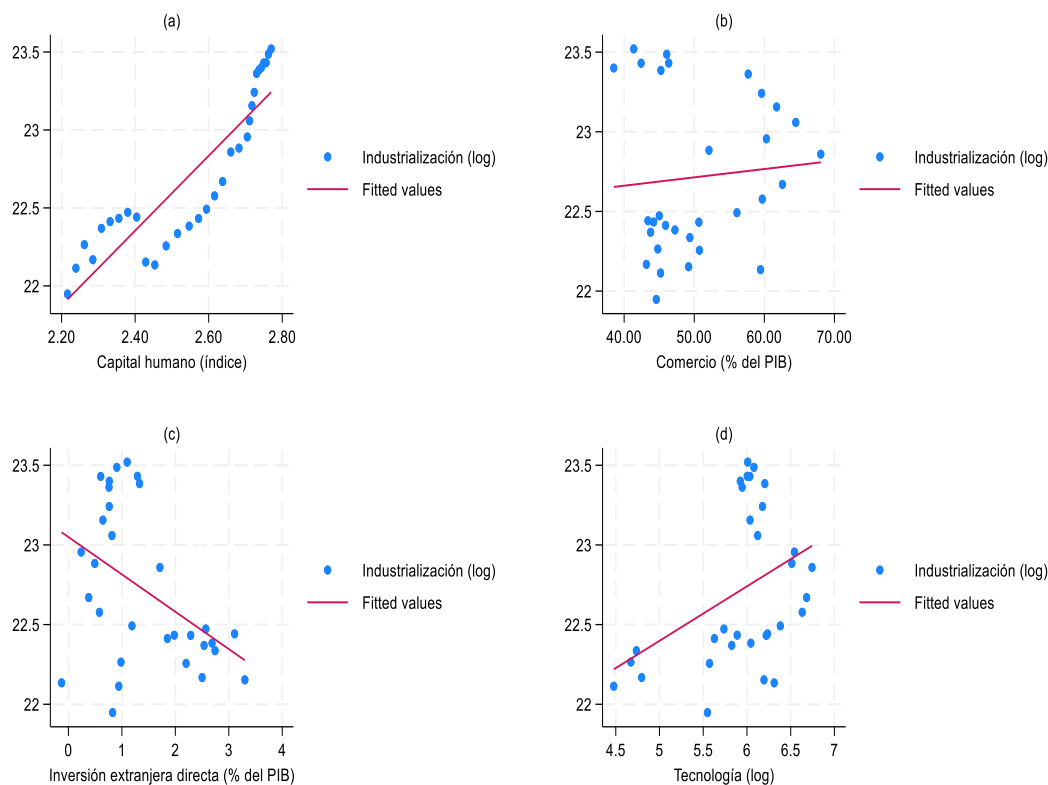 (a)
23.5
23
22.5
22
2.20 2.40 2.60 2.80
Capital humano (índice)
Industrialización (log)
Fitted values
(b)
23.5
23
22.5
22
40.00 50.00 60.00 70.00
Comercio (% del PIB)
Industrialización (log)
Fitted values
(c)
23.5
23
22.5
22
0 1 2 3 4
Inversión extranjera directa (% del PIB)
Industrialización (log)
Fitted values
(d)
23.5
23
22.5
22
4.5 5 5.5 6 6.5 7
Tecnología (log)
Industrialización (log)
Fitted values